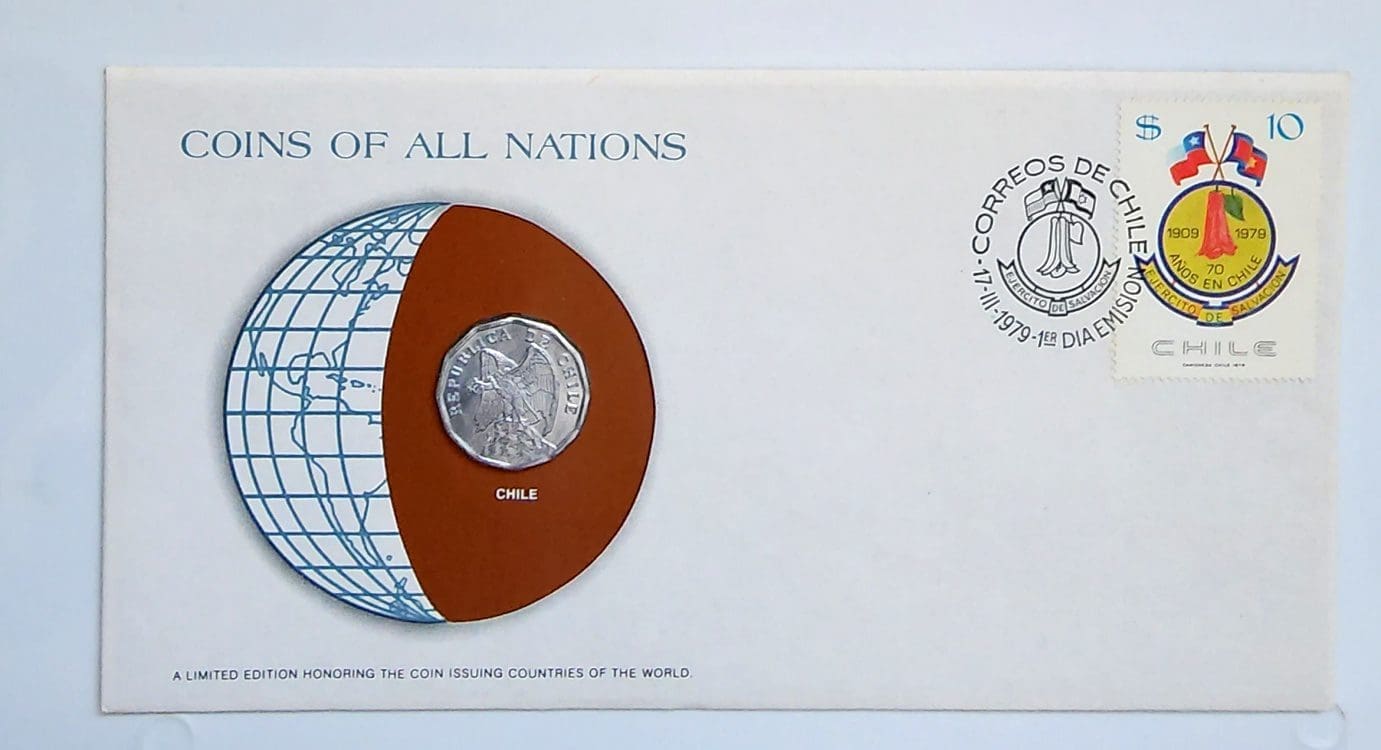 COINS OF ALL NATIONS
REPUBLICA DE CHILE
CHILE
A LIMITED EDITION HONORING THE COIN ISSUING COUNTRIES OF THE WORLD.
CORREOS DE CHILE
17-III-1979-1ER DIA EMISION
EJERCITO DE SALVACION
$ 10
1909 1979
70
AÑOS EN CHILE
EJERCITO DE SALVACION
CHILE